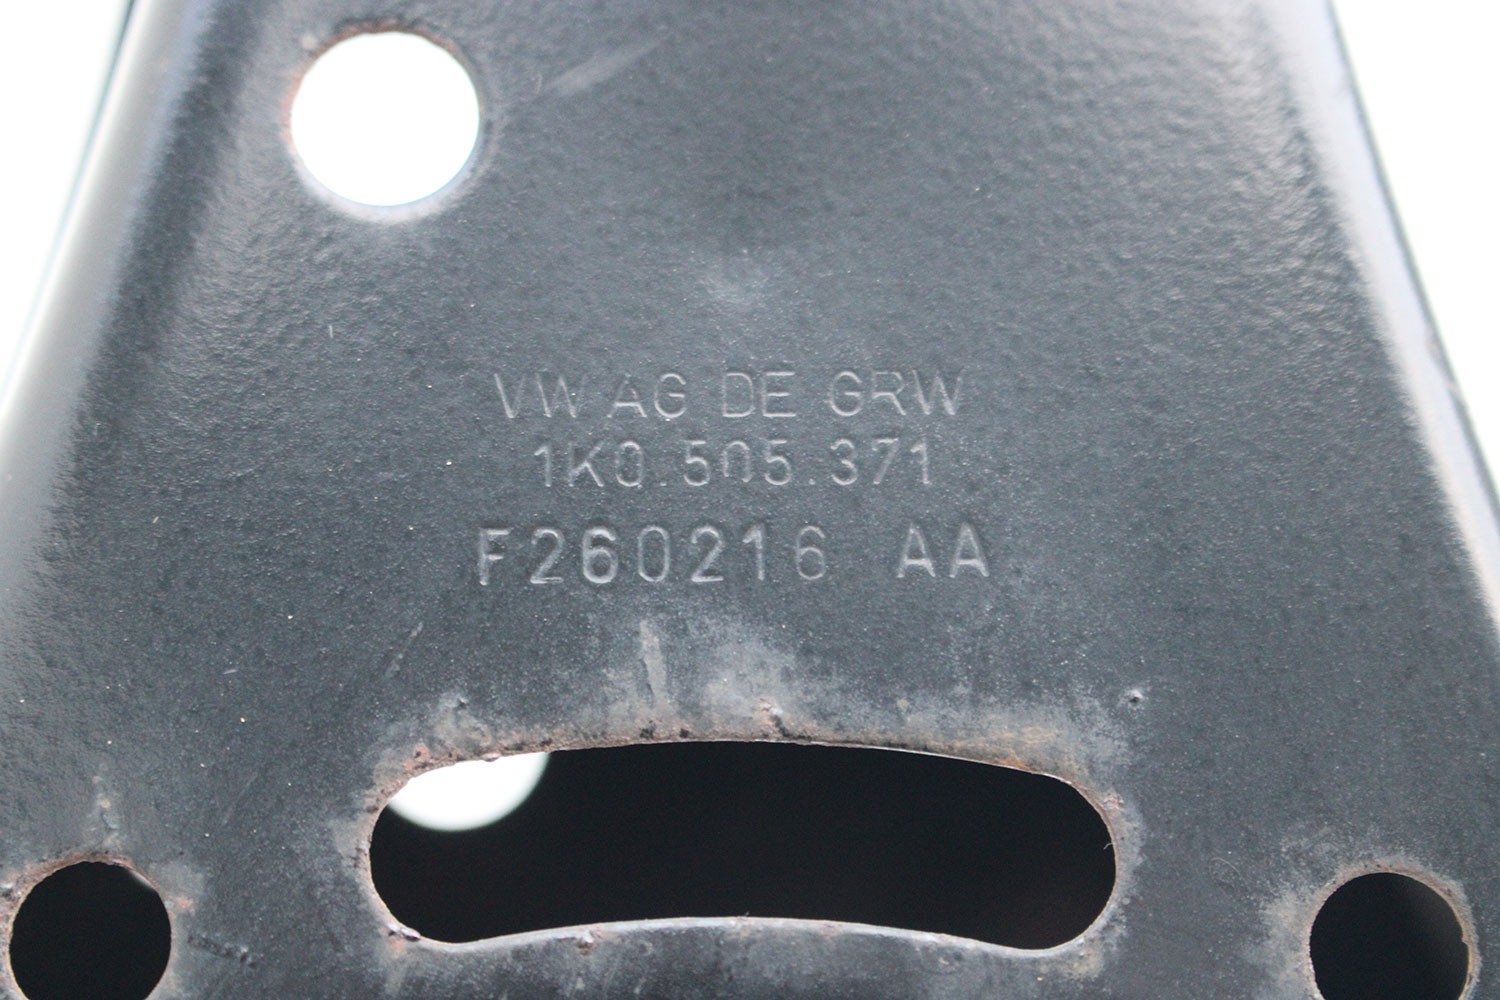 VW AG DE GRW
1K0.505.371
F260216 AA